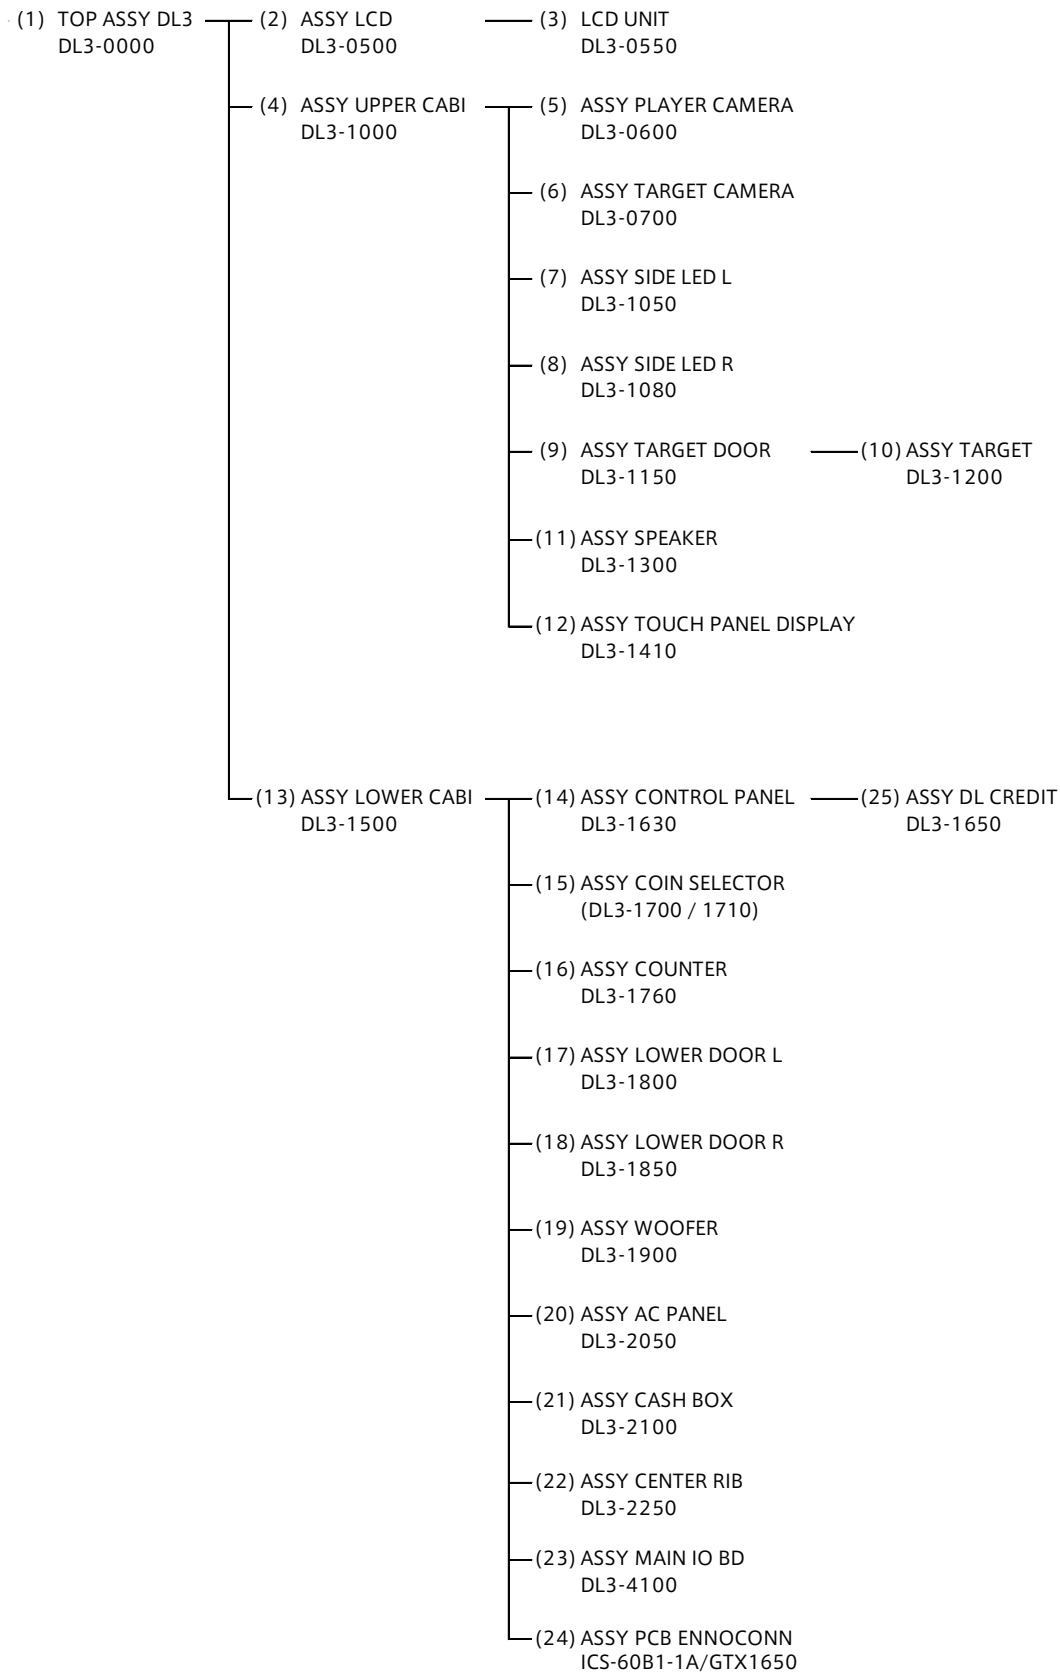 (1) TOP ASSY DL3
DL3-0000
(2) ASSY LCD
DL3-0500
(3) LCD UNIT
DL3-0550
(4) ASSY UPPER CABI
DL3-1000
(5) ASSY PLAYER CAMERA
DL3-0600
(6) ASSY TARGET CAMERA
DL3-0700
(7) ASSY SIDE LED L
DL3-1050
(8) ASSY SIDE LED R
DL3-1080
(9) ASSY TARGET DOOR
DL3-1150
(10) ASSY TARGET
DL3-1200
(11) ASSY SPEAKER
DL3-1300
(12) ASSY TOUCH PANEL DISPLAY
DL3-1410
(13) ASSY LOWER CABI
DL3-1500
(14) ASSY CONTROL PANEL
DL3-1630
(25) ASSY DL CREDIT
DL3-1650
(15) ASSY COIN SELECTOR
(DL3-1700 / 1710)
(16) ASSY COUNTER
DL3-1760
(17) ASSY LOWER DOOR L
DL3-1800
(18) ASSY LOWER DOOR R
DL3-1850
(19) ASSY WOOFER
DL3-1900
(20) ASSY AC PANEL
DL3-2050
(21) ASSY CASH BOX
DL3-2100
(22) ASSY CENTER RIB
DL3-2250
(23) ASSY MAIN IO BD
DL3-4100
(24) ASSY PCB ENNOCONN
ICS-60B1-1A/GTX1650